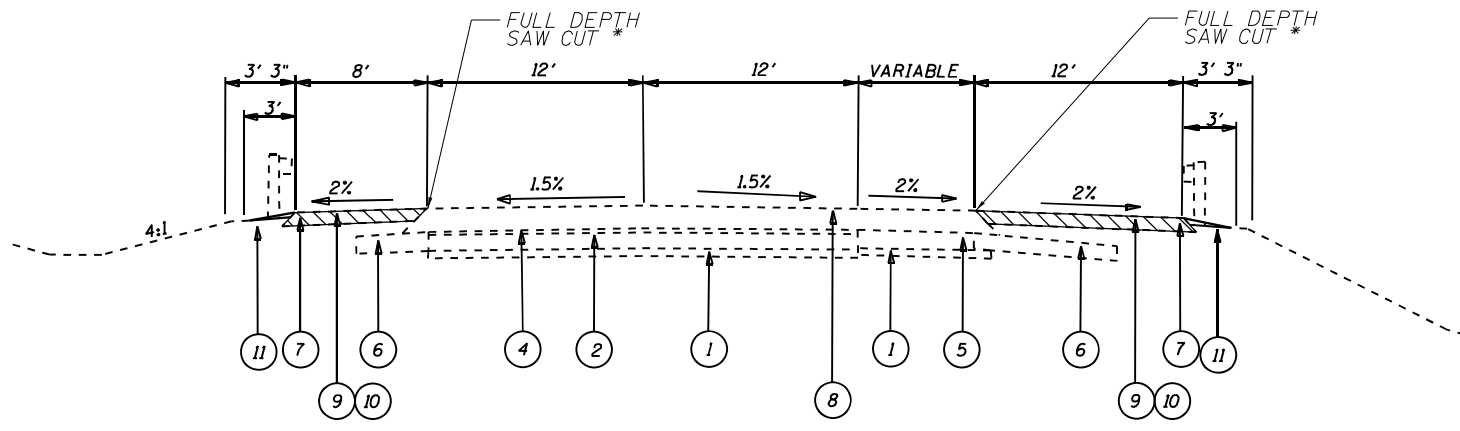 FULL DEPTH
SAW CUT *
FULL DEPTH
SAW CUT *
3' 3" 8' 12' 12' VARIABLE 12' 3' 3"
3' 3'
2% 1.5% 1.5% 2% 2%
4:1
11 7 6 4 2 1 1 5 6 7 11
9 10 8 9 10